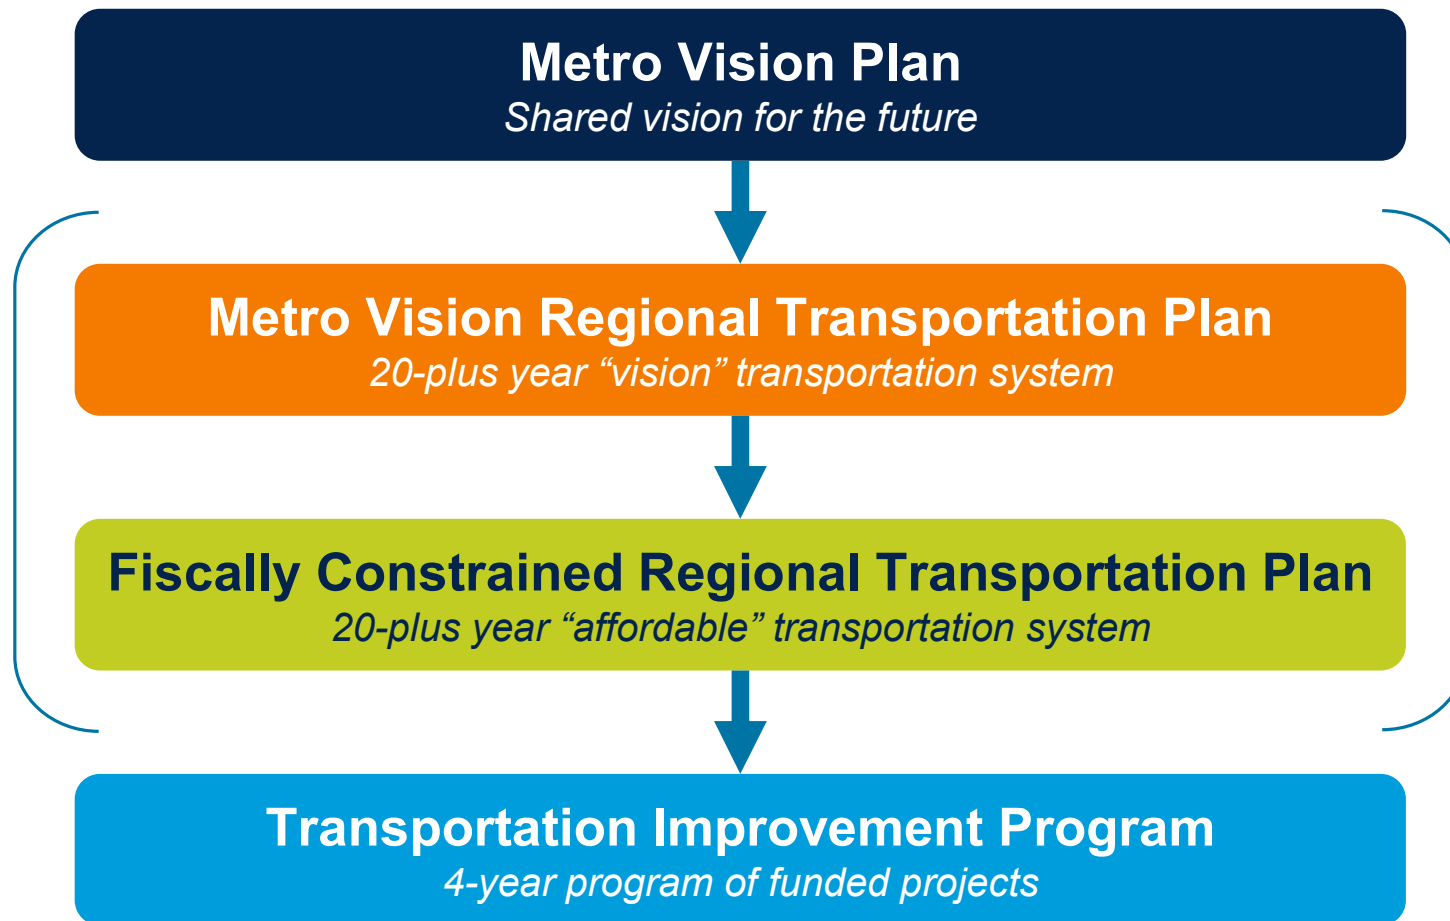 Metro Vision Plan
Shared vision for the future
Metro Vision Regional Transportation Plan
20-plus year “vision” transportation system
Fiscally Constrained Regional Transportation Plan
20-plus year “affordable” transportation system
Transportation Improvement Program
4-year program of funded projects